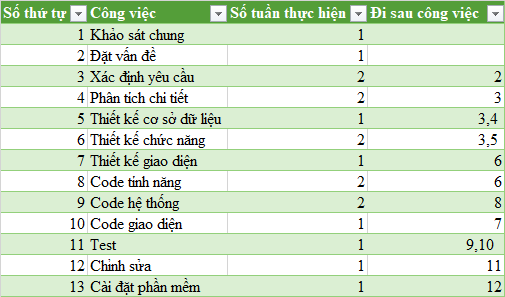 Số thứ tự Công việc Số tuần thực hiện Đi sau công việc
1 Khảo sát chung 1
2 Đặt vấn đề 1
3 Xác định yêu cầu 2 2
4 Phân tích chi tiết 2 3
5 Thiết kế cơ sở dữ liệu 1 3,4
6 Thiết kế chức năng 2 3,5
7 Thiết kế giao diện 1 6
8 Code tính năng 2 6
9 Code hệ thống 2 8
10 Code giao diện 1 7
11 Test 1 9,10
12 Chỉnh sửa 1 11
13 Cài đặt phần mềm 1 12